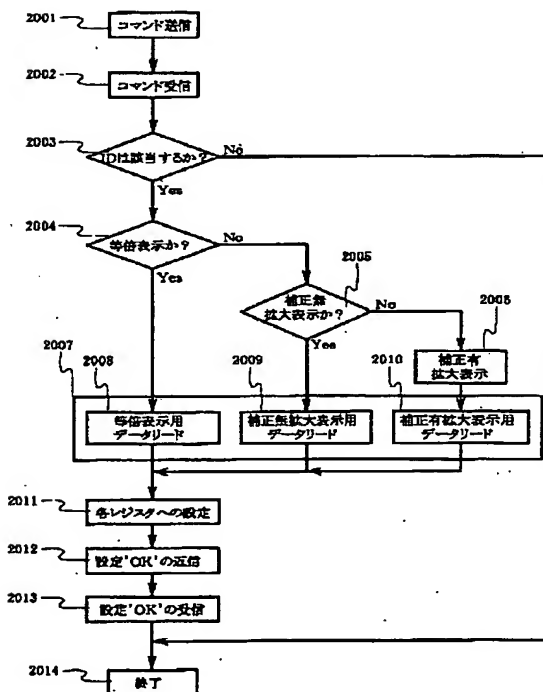 2001
コマンド送信
2002
コマンド受信
2003
IDは該当するか?
No
Yes
2004
等倍表示か?
No
Yes
2005
補正無
拡大表示か?
No
Yes
2005
補正有
拡大表示
2007
2008
等倍表示用
データリード
2009
補正無拡大表示用
データリード
2010
補正有拡大表示用
データリード
2011
各レジスタへの設定
2012
設定'OK'の返信
2013
設定'OK'の受信
2014
終了